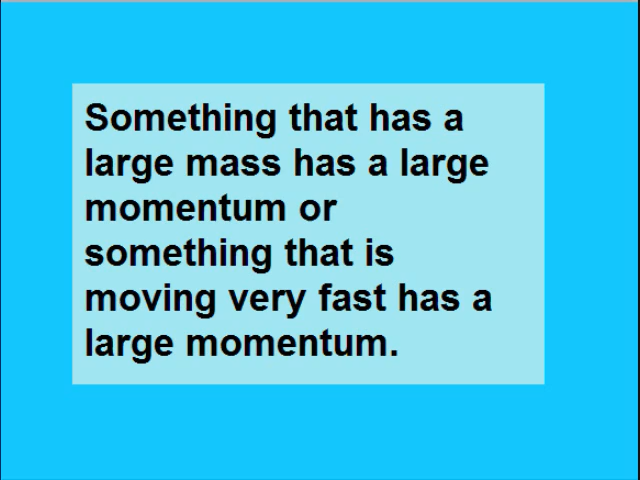 Something that has a
large mass has a large
momentum or
something that is
moving very fast has a
large momentum.